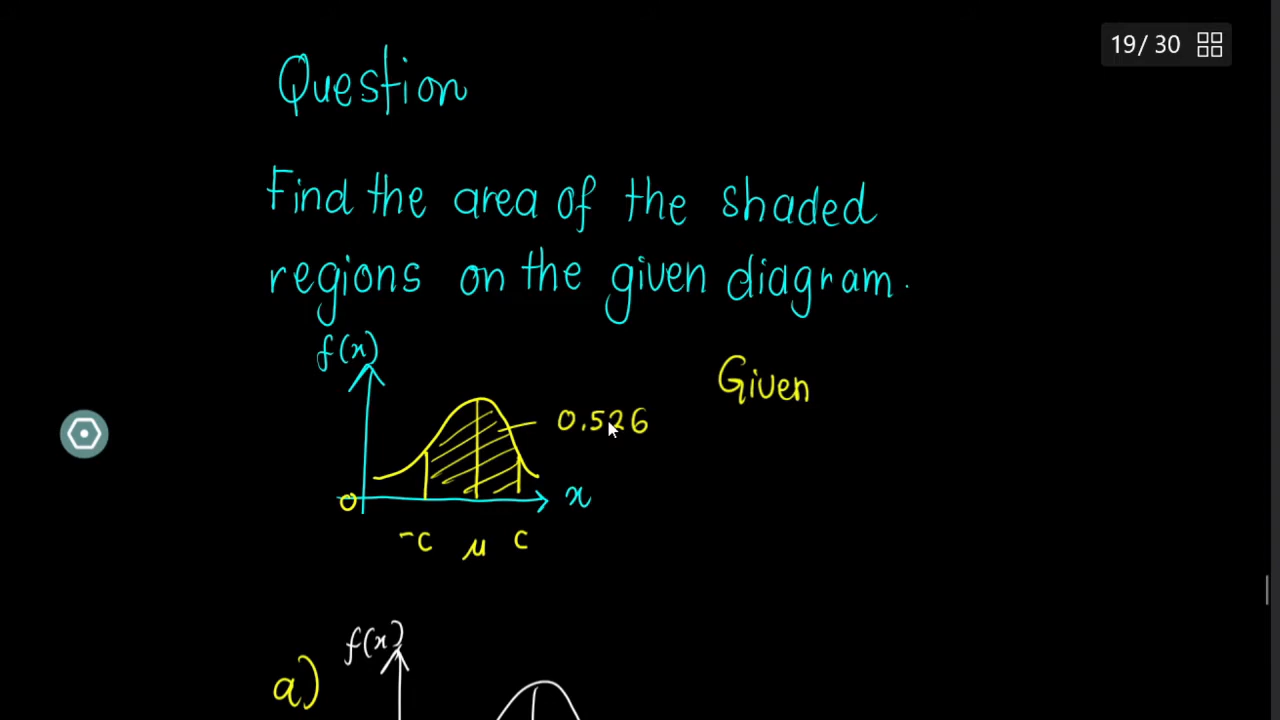 19/ 30
Question
Find the area of the shaded
regions on the given diagram.
f(x)
Given
0.526
0
x
-c μ c
f(x)
a)